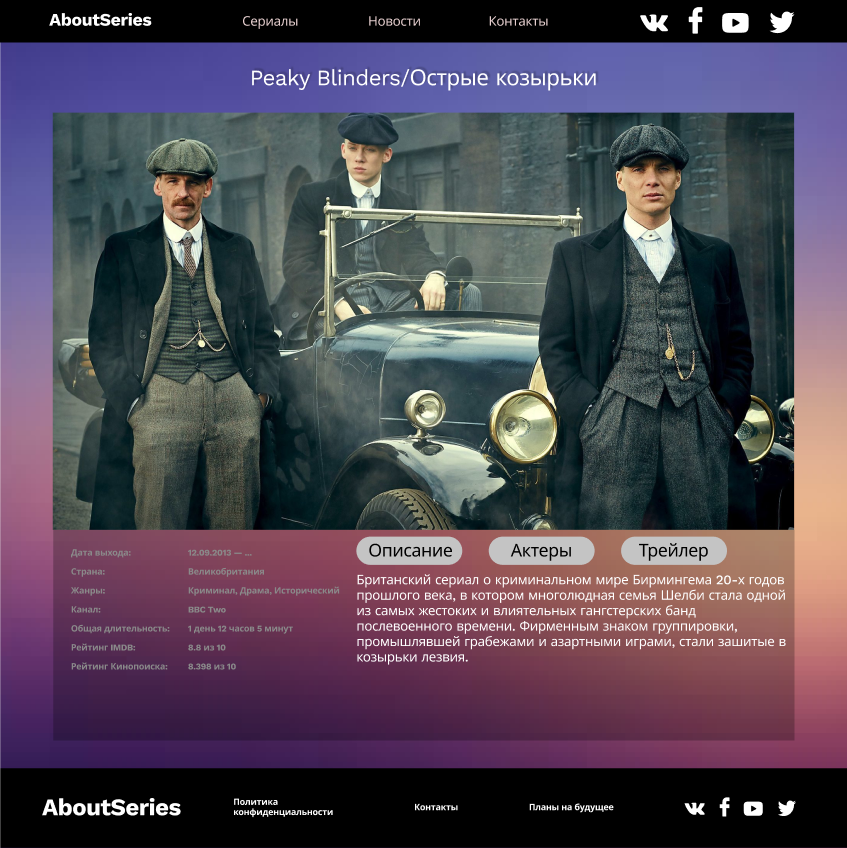 AboutSeries
Сериалы
Новости
Контакты
Peaky Blinders/Острые козырьки
Дата выхода: 12.09.2013 — ...
Страна: Великобритания
Жанры: Криминал, Драма, Исторический
Канал: BBC Two
Общая длительность: 1 день 12 часов 5 минут
Рейтинг IMDB: 8.8 из 10
Рейтинг Кинопоиска: 8.398 из 10
Описание
Актеры
Трейлер
Британский сериал о криминальном мире Бирмингема 20-х годов
прошлого века, в котором многолюдная семья Шелби стала одной
из самых жестоких и влиятельных гангстерских банд
послевоенного времени. Фирменным знаком группировки,
промышлявшей грабежами и азартными играми, стали зашитые в
козырьки лезвия.
AboutSeries
Политика
конфиденциальности
Контакты
Планы на будущее